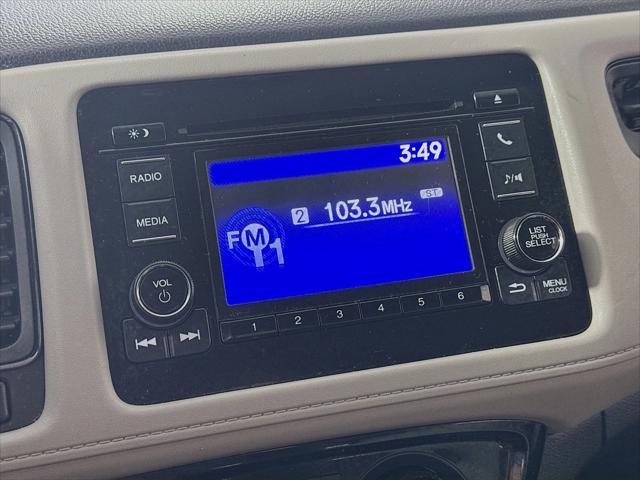 3:49
RADIO
MEDIA
ST
2 103.3MHz
FM1
LIST
PUSH
SELECT
VOL
MENU
CLOCK
1 2 3 4 5 6